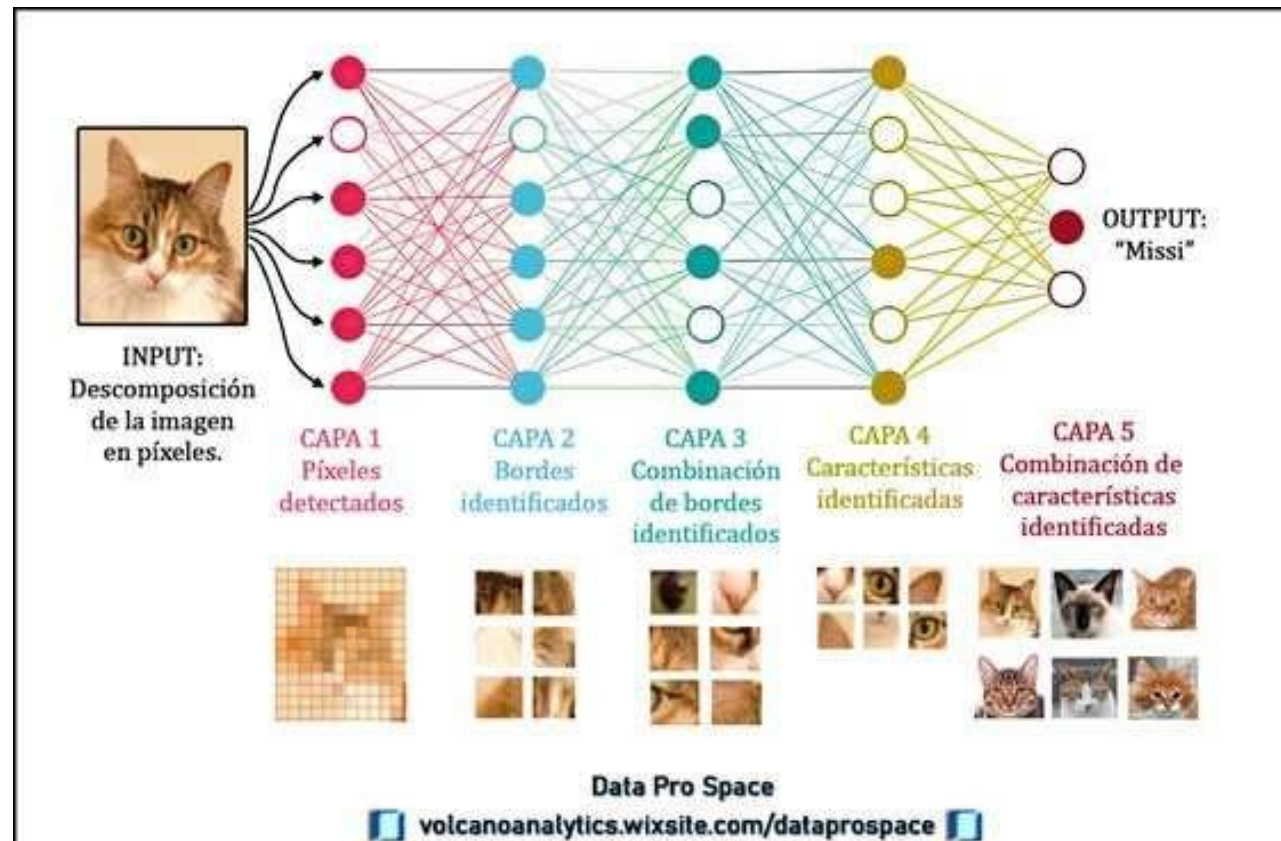 INPUT:
Descomposición
de la imagen
en píxeles.
OUTPUT:
"Missi"
CAPA 1
Píxeles
detectados
CAPA 2
Bordes
identificados
CAPA 3
Combinación
de bordes
identificados
CAPA 4
Características
identificadas
CAPA 5
Combinación de
características
identificadas
Data Pro Space
volcanoanalytics.wixsite.com/dataprospace